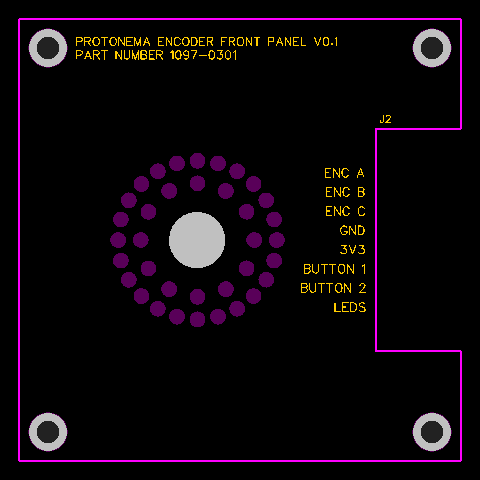 PROTONEMA ENCODER FRONT PANEL V0.1
PART NUMBER 1097-0301
J2
ENC A
ENC B
ENC C
GND
3V3
BUTTON 1
BUTTON 2
LEDS